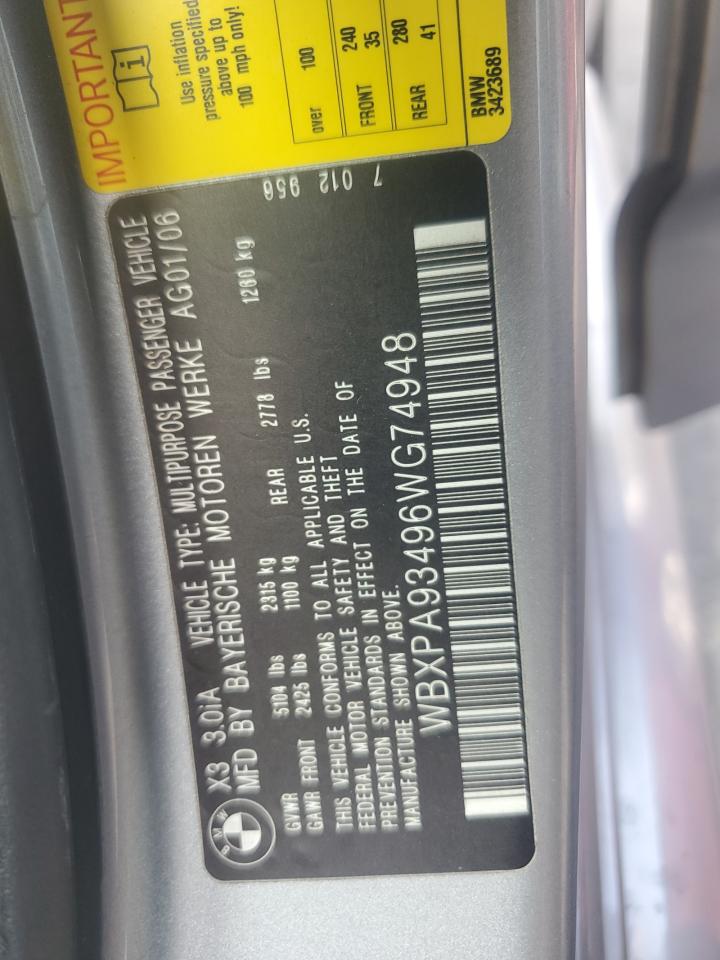 IMPORTANT
Use inflation
pressure specified
above up to
100 mph only!
over 100
FRONT 240
35
REAR 280
41
BMW
3423689
BMW
X3 3.0iA VEHICLE TYPE: MULTIPURPOSE PASSENGER VEHICLE
MFD BY BAYERISCHE MOTOREN WERKE AG01/06
GVWR 5104 lbs 2315 kg
GAWR FRONT 2425 lbs 1100 kg REAR 2778 lbs 1260 kg
THIS VEHICLE CONFORMS TO ALL APPLICABLE U.S.
FEDERAL MOTOR VEHICLE SAFETY AND THEFT
PREVENTION STANDARDS IN EFFECT ON THE DATE OF
MANUFACTURE SHOWN ABOVE.
WBXPA93496WG74948
7 012 956